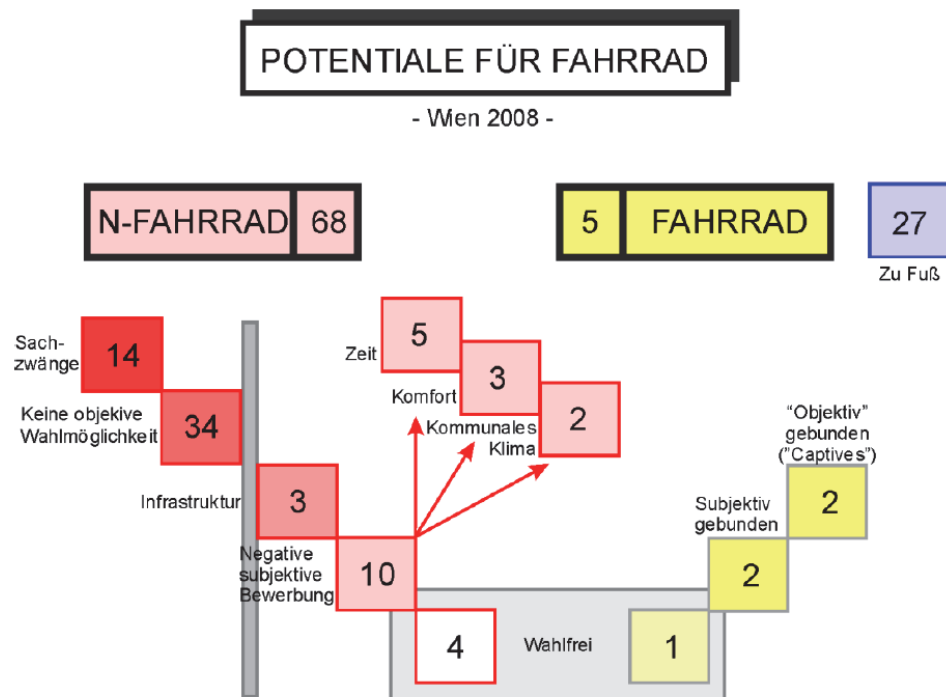 POTENTIALE FÜR FAHRRAD
- Wien 2008 -
N-FAHRRAD 68
5 FAHRRAD
27
Zu Fuß
Sach-
zwänge
14
Keine objekive
Wahlmöglichkeit
34
Zeit
5
Komfort
3
Kommunales
Klima
2
"Objektiv"
gebunden
("Captives")
2
Infrastruktur
3
Subjektiv
gebunden
2
Negative
subjektive
Bewerbung
10
4
Wahlfrei
1